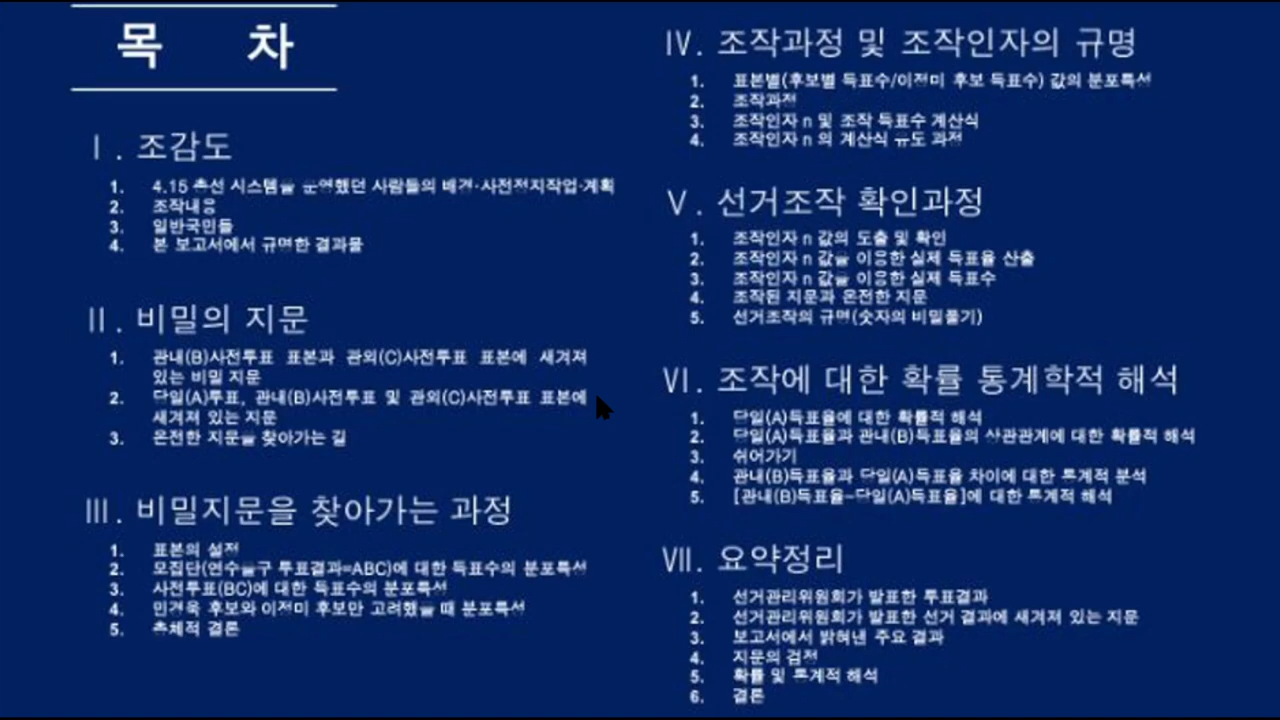 목 차
Ⅰ. 조감도
1. 4.15 총선 시스템을 운영했던 사람들의 배경·사전정지작업·계획
2. 조작내용
3. 일반국민들
4. 본 보고서에서 규명한 결과물
Ⅱ. 비밀의 지문
1. 관내(B)사전투표 표본과 관외(C)사전투표 표본에 새겨져
있는 비밀 지문
2. 당일(A)투표, 관내(B)사전투표 및 관외(C)사전투표 표본에
새겨져 있는 지문
3. 온전한 지문을 찾아가는 길
Ⅲ. 비밀지문을 찾아가는 과정
1. 표본의 설정
2. 모집단(연수을구 투표결과=ABC)에 대한 득표수의 분포특성
3. 사전투표(BC)에 대한 득표수의 분포특성
4. 민경욱 후보와 이정미 후보만 고려했을 때 분포특성
5. 총체적 결론
Ⅳ. 조작과정 및 조작인자의 규명
1. 표본별(후보별 득표수/이정미 후보 득표수) 값의 분포특성
2. 조작과정
3. 조작인자 n 및 조작 득표수 계산식
4. 조작인자 n 의 계산식 유도 과정
Ⅴ. 선거조작 확인과정
1. 조작인자 n 값의 도출 및 확인
2. 조작인자 n 값을 이용한 실제 득표율 산출
3. 조작인자 n 값을 이용한 실제 득표수
4. 조작된 지문과 온전한 지문
5. 선거조작의 규명(숫자의 비밀풀기)
Ⅵ. 조작에 대한 확률 통계학적 해석
1. 당일(A)득표율에 대한 확률적 해석
2. 당일(A)득표율과 관내(B)득표율의 상관관계에 대한 확률적 해석
3. 쉬어가기
4. 관내(B)득표율과 당일(A)득표율 차이에 대한 통계적 분석
5. [관내(B)득표율-당일(A)득표율]에 대한 통계적 해석
Ⅶ. 요약정리
1. 선거관리위원회가 발표한 투표결과
2. 선거관리위원회가 발표한 선거 결과에 새겨져 있는 지문
3. 보고서에서 밝혀낸 주요 결과
4. 지문의 검정
5. 확률 및 통계적 해석
6. 결론